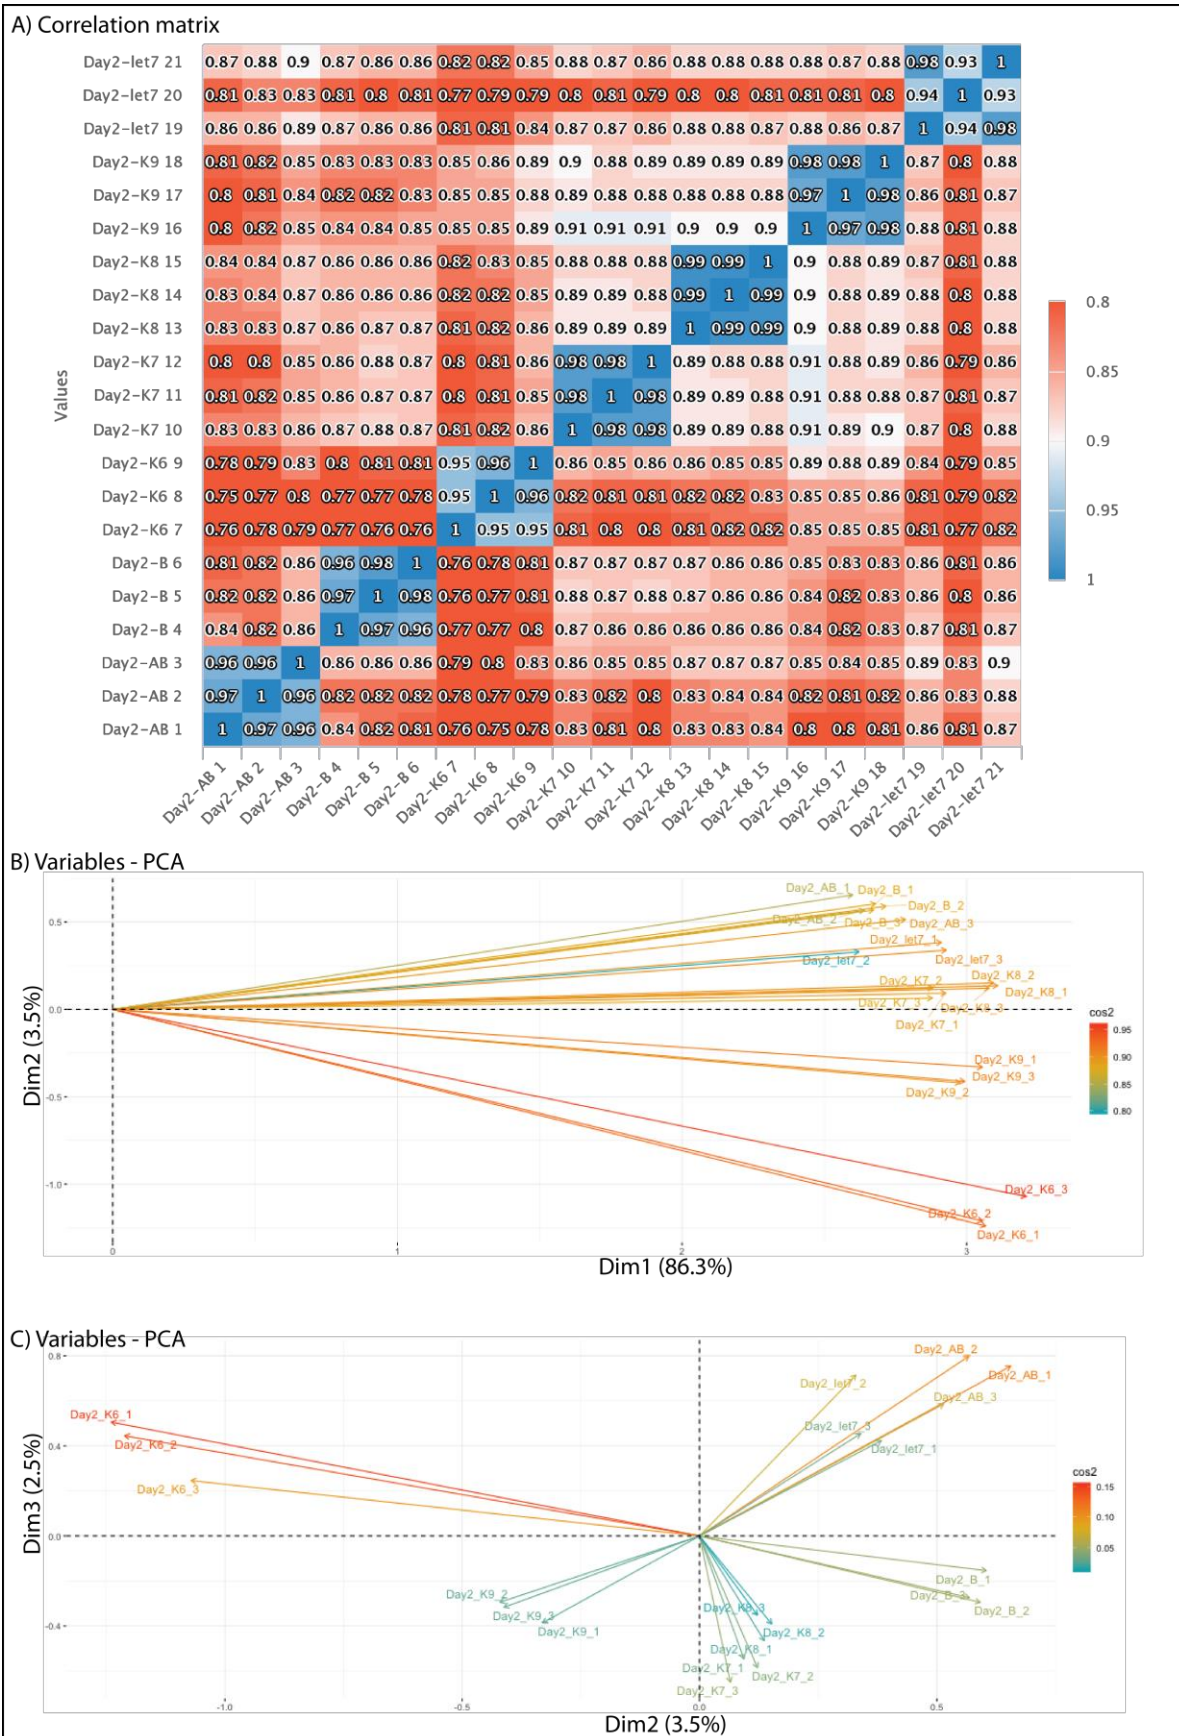 A) Correlation matrix
Day2-let7 21 0.87 0.88 0.9 0.87 0.86 0.86 0.82 0.82 0.85 0.88 0.87 0.86 0.88 0.88 0.88 0.88 0.87 0.88 0.98 0.93 1
Day2-let7 20 0.81 0.83 0.83 0.81 0.8 0.81 0.77 0.79 0.79 0.8 0.81 0.79 0.8 0.8 0.81 0.81 0.81 0.8 0.94 1 0.93
Day2-let7 19 0.86 0.86 0.89 0.87 0.86 0.86 0.81 0.81 0.84 0.87 0.87 0.86 0.88 0.88 0.87 0.88 0.86 0.87 1 0.94 0.98
Day2-K9 18 0.81 0.82 0.85 0.83 0.83 0.83 0.85 0.86 0.89 0.9 0.88 0.89 0.89 0.89 0.89 0.98 0.98 1 0.87 0.8 0.88
Day2-K9 17 0.8 0.81 0.84 0.82 0.82 0.83 0.85 0.85 0.88 0.89 0.88 0.88 0.88 0.88 0.88 0.97 1 0.98 0.86 0.81 0.87
Day2-K9 16 0.8 0.82 0.85 0.84 0.84 0.85 0.85 0.85 0.89 0.91 0.91 0.91 0.9 0.9 0.9 1 0.97 0.98 0.88 0.81 0.88
Day2-K8 15 0.84 0.84 0.87 0.86 0.86 0.86 0.82 0.83 0.85 0.88 0.88 0.88 0.99 0.99 1 0.9 0.88 0.89 0.87 0.81 0.88
Day2-K8 14 0.83 0.84 0.87 0.86 0.86 0.86 0.82 0.82 0.85 0.89 0.89 0.88 0.99 1 0.99 0.9 0.88 0.89 0.88 0.8 0.88
Day2-K8 13 0.83 0.83 0.87 0.86 0.87 0.87 0.81 0.82 0.86 0.89 0.89 0.89 1 0.99 0.99 0.9 0.88 0.89 0.88 0.8 0.88
Day2-K7 12 0.8 0.8 0.85 0.86 0.88 0.87 0.8 0.81 0.86 0.98 0.98 1 0.89 0.88 0.88 0.91 0.88 0.89 0.86 0.79 0.86
Day2-K7 11 0.81 0.82 0.85 0.86 0.87 0.87 0.8 0.81 0.85 0.98 1 0.98 0.89 0.89 0.88 0.91 0.88 0.88 0.87 0.81 0.87
Day2-K7 10 0.83 0.83 0.86 0.87 0.88 0.87 0.81 0.82 0.86 1 0.98 0.98 0.89 0.89 0.88 0.91 0.89 0.9 0.87 0.8 0.88
Day2-K6 9 0.78 0.79 0.83 0.8 0.81 0.81 0.95 0.96 1 0.86 0.85 0.86 0.86 0.85 0.85 0.89 0.88 0.89 0.84 0.79 0.85
Day2-K6 8 0.75 0.77 0.8 0.77 0.77 0.78 0.95 1 0.96 0.82 0.81 0.81 0.82 0.82 0.83 0.85 0.85 0.86 0.81 0.79 0.82
Day2-K6 7 0.76 0.78 0.79 0.77 0.76 0.76 1 0.95 0.95 0.81 0.8 0.8 0.81 0.82 0.82 0.85 0.85 0.85 0.81 0.77 0.82
Day2-B 6 0.81 0.82 0.86 0.96 0.98 1 0.76 0.78 0.81 0.87 0.87 0.87 0.87 0.86 0.86 0.85 0.83 0.83 0.86 0.81 0.86
Day2-B 5 0.82 0.82 0.86 0.97 1 0.98 0.76 0.77 0.81 0.88 0.87 0.88 0.87 0.86 0.86 0.84 0.82 0.83 0.86 0.8 0.86
Day2-B 4 0.84 0.82 0.86 1 0.97 0.96 0.77 0.77 0.8 0.87 0.86 0.86 0.86 0.86 0.86 0.84 0.82 0.83 0.87 0.81 0.87
Day2-AB 3 0.96 0.96 1 0.86 0.86 0.86 0.79 0.8 0.83 0.86 0.85 0.85 0.87 0.87 0.87 0.85 0.84 0.85 0.89 0.83 0.9
Day2-AB 2 0.97 1 0.96 0.82 0.82 0.82 0.78 0.77 0.79 0.83 0.82 0.8 0.83 0.84 0.84 0.82 0.81 0.82 0.86 0.83 0.88
Day2-AB 1 1 0.97 0.96 0.84 0.82 0.81 0.76 0.75 0.78 0.83 0.81 0.8 0.83 0.83 0.84 0.8 0.8 0.81 0.86 0.81 0.87
Values
Day2-AB 1 Day2-AB 2 Day2-AB 3 Day2-B 4 Day2-B 5 Day2-B 6 Day2-K6 7 Day2-K6 8 Day2-K6 9 Day2-K7 10 Day2-K7 11 Day2-K7 12 Day2-K8 13 Day2-K8 14 Day2-K8 15 Day2-K9 16 Day2-K9 17 Day2-K9 18 Day2-let7 19 Day2-let7 20 Day2-let7 21
0.8
0.85
0.9
0.95
1
B) Variables - PCA
Day2_AB_1 Day2_B_1
Day2_B_2
Day2_AB_2 Day2_B_3 Day2_AB_3
Day2_let7_1
Day2_let7_2 Day2_let7_3
Day2_K8_2
Day2_K7_2
Day2_K8_1
Day2_K7_3 Day2_K8_3
Day2_K7_1
Day2_K9_1
Day2_K9_3
Day2_K9_2
Day2_K6_3
Day2_K6_2
Day2_K6_1
0.5
0.0
-0.5
-1.0
Dim2 (3.5%)
0 1 2 3
Dim1 (86.3%)
cos2
0.95
0.90
0.85
0.80
C) Variables - PCA
Day2_AB_2
Day2_AB_1
Day2_let7_2
Day2_AB_3
Day2_K6_1
Day2_let7_3
Day2_K6_2
Day2_let7_1
Day2_K6_3
Day2_B_1
Day2_K9_2
Day2_B_3
Day2_K8_3
Day2_B_2
Day2_K9_3
Day2_K9_1
Day2_K8_2
Day2_K8_1
Day2_K7_1
Day2_K7_2
Day2_K7_3
0.8
0.4
0.0
-0.4
Dim3 (2.5%)
-1.0 -0.5 0.0 0.5
Dim2 (3.5%)
cos2
0.15
0.10
0.05